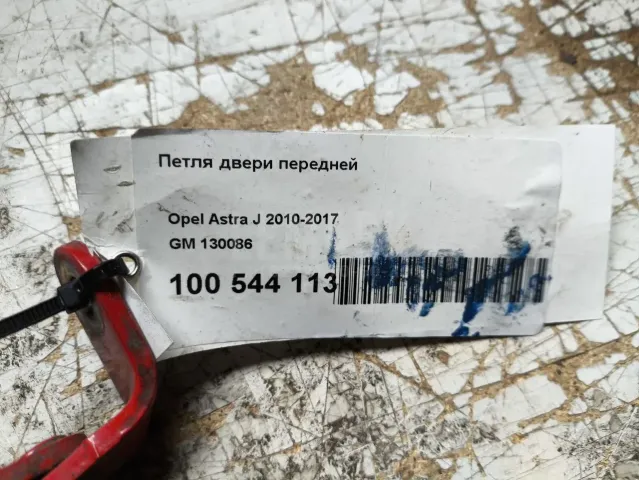 Петля двери передней
Opel Astra J 2010-2017
GM 130086
100 544 113